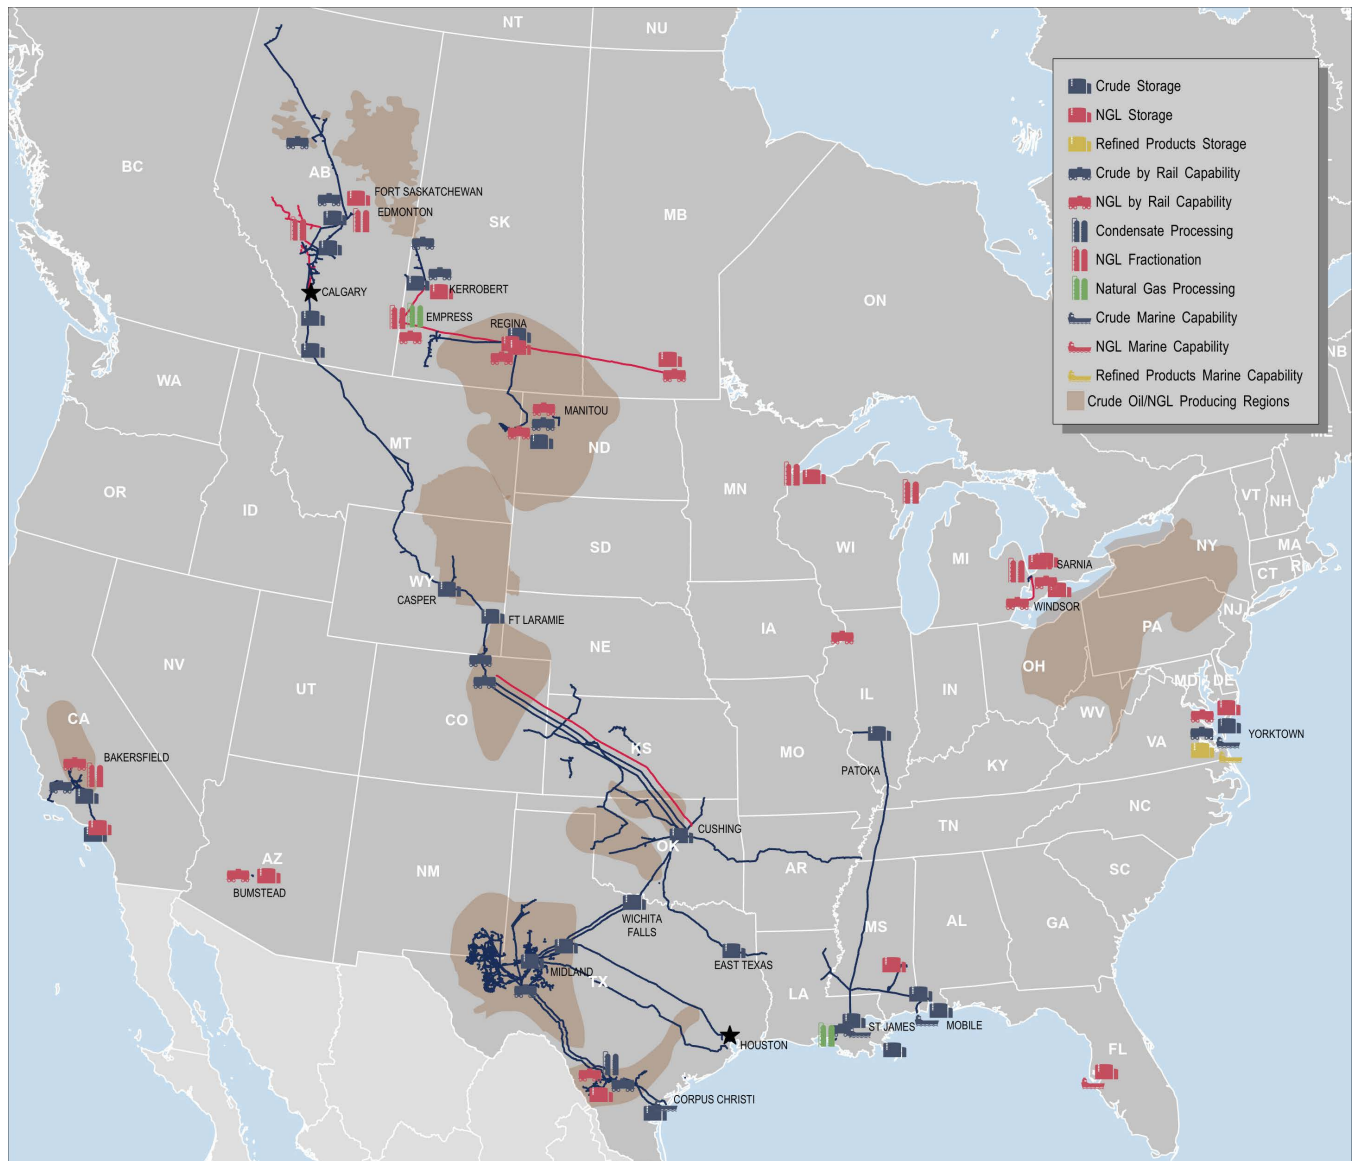 NT
NU
AK
Crude Storage
NGL Storage
Refined Products Storage
Crude by Rail Capability
NGL by Rail Capability
Condensate Processing
NGL Fractionation
Natural Gas Processing
Crude Marine Capability
NGL Marine Capability
Refined Products Marine Capability
Crude Oil/NGL Producing Regions
BC
AB
FORT SASKATCHEWAN
EDMONTON
SK
MB
CALGARY
KERROBERT
ON
EMPRESS
REGINA
NB
WA
MANITOU
MT
ND
ME
OR
ID
MN
VT
NH
SD
WI
MI
NY
MA
SARNIA
CT
RI
WY
CASPER
WINDSOR
NJ
FT LARAMIE
IA
PA
NE
NV
UT
OH
IL
IN
MD
DE
CO
CA
WV
KS
VA
YORKTOWN
MO
BAKERSFIELD
PATOKA
KY
NC
TN
CUSHING
OK
AZ
NM
AR
SC
BUMSTEAD
WICHITA
FALLS
MS
AL
GA
EAST TEXAS
MIDLAND
TX
LA
ST JAMES
MOBILE
HOUSTON
FL
CORPUS CHRISTI